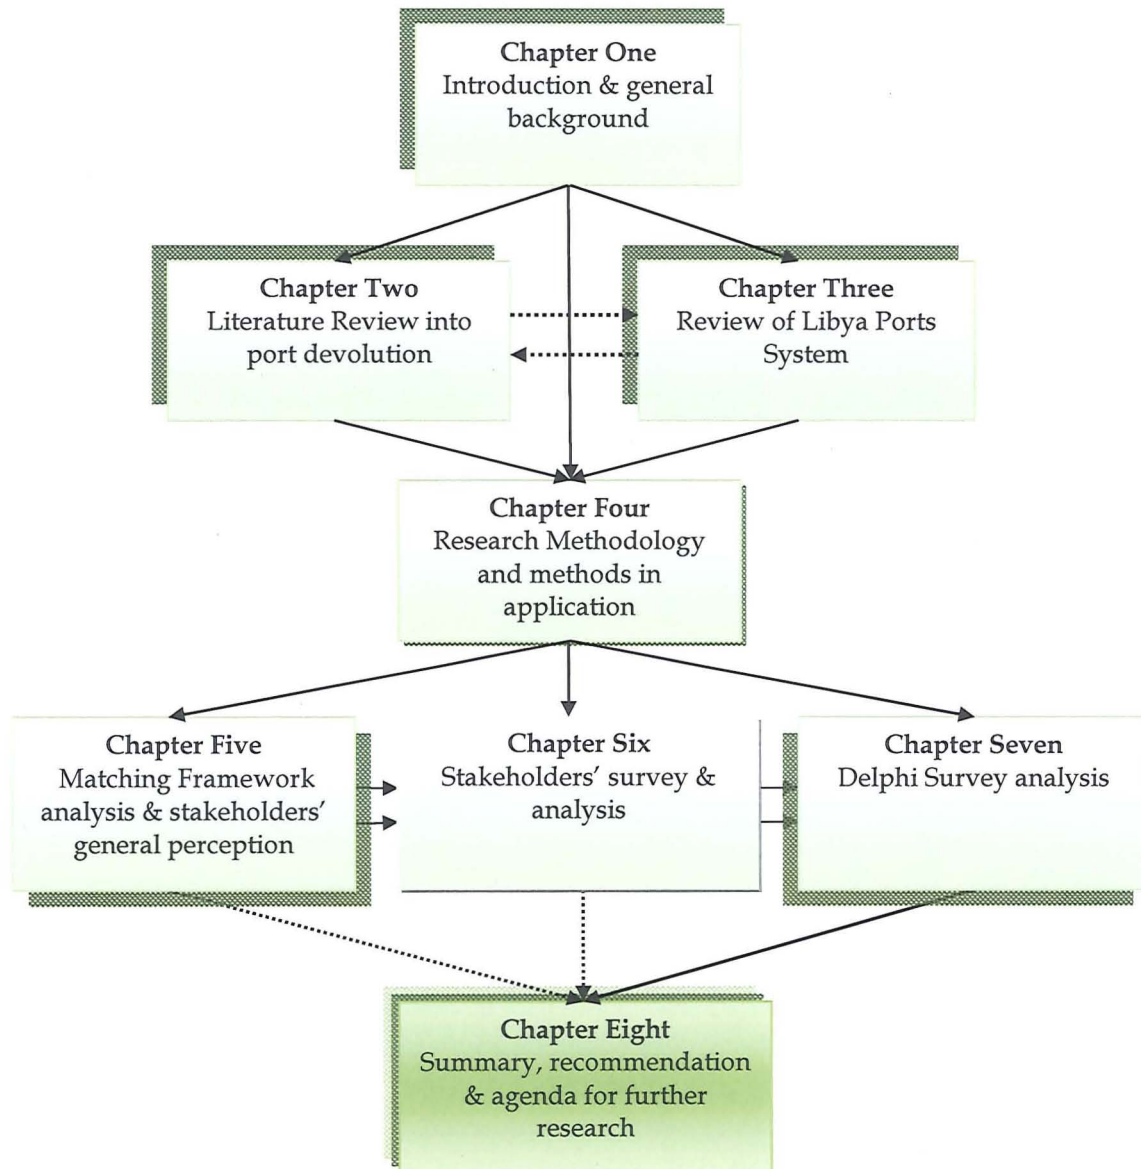 Chapter One
Introduction & general
background
Chapter Two
Literature Review into
port devolution
Chapter Three
Review of Libya Ports
System
Chapter Four
Research Methodology
and methods in
application
Chapter Five
Matching Framework
analysis & stakeholders'
general perception
Chapter Six
Stakeholders' survey &
analysis
Chapter Seven
Delphi Survey analysis
Chapter Eight
Summary, recommendation
& agenda for further
research